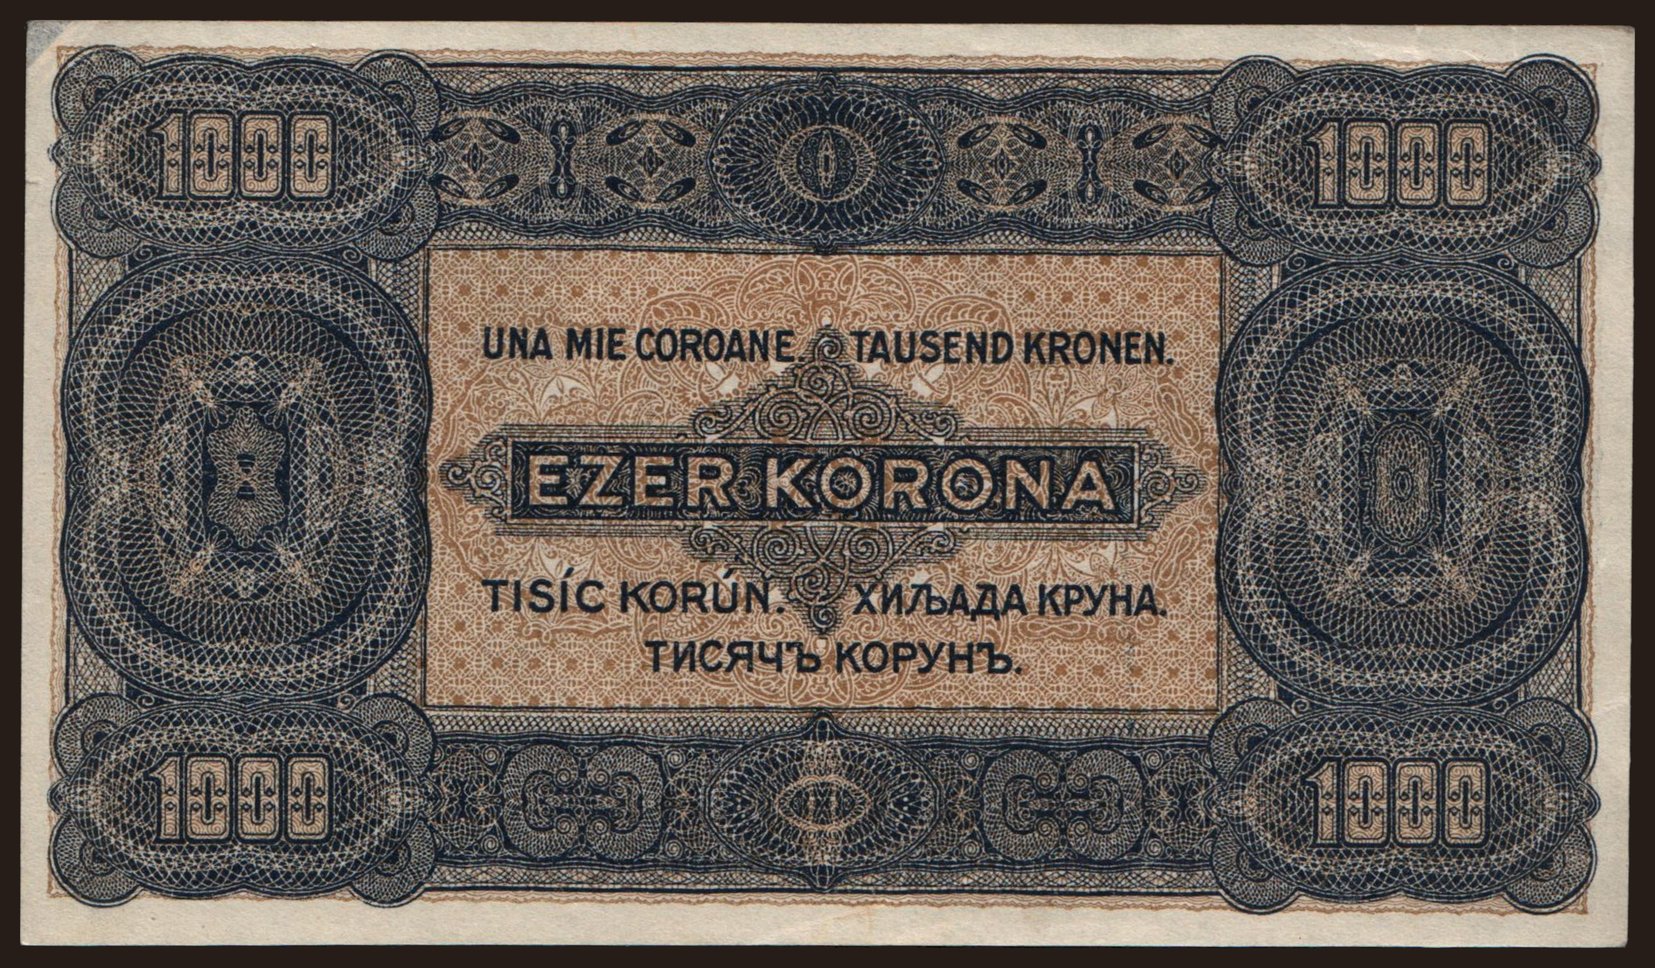 1000 1000
UNA MIE COROANE. TAUSEND KRONEN.
EZER KORONA
TISÍC KORÚN. ХИЉАДА КРУНА.
ТИСЯЧЪ КОРУНЪ.
1000 1000